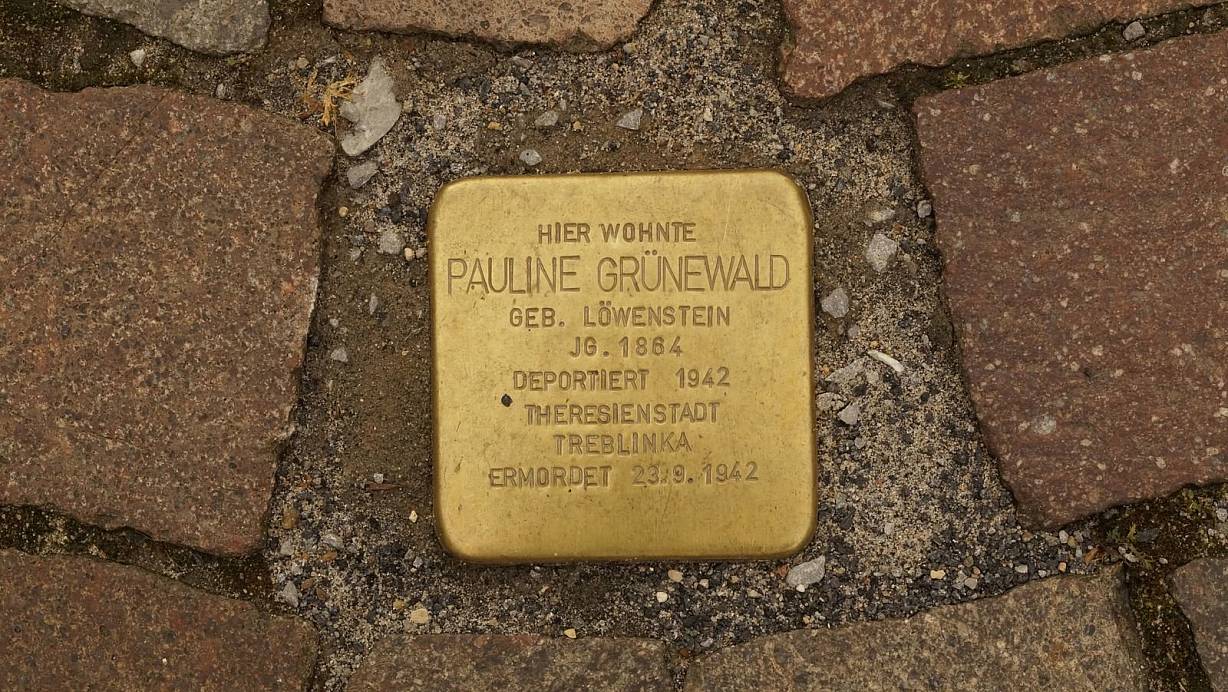 HIER WOHNTE
PAULINE GRÜNEWALD
GEB. LÖWENSTEIN
JG. 1864
DEPORTIERT 1942
THERESIENSTADT
TREBLINKA
ERMORDET 23.9.1942